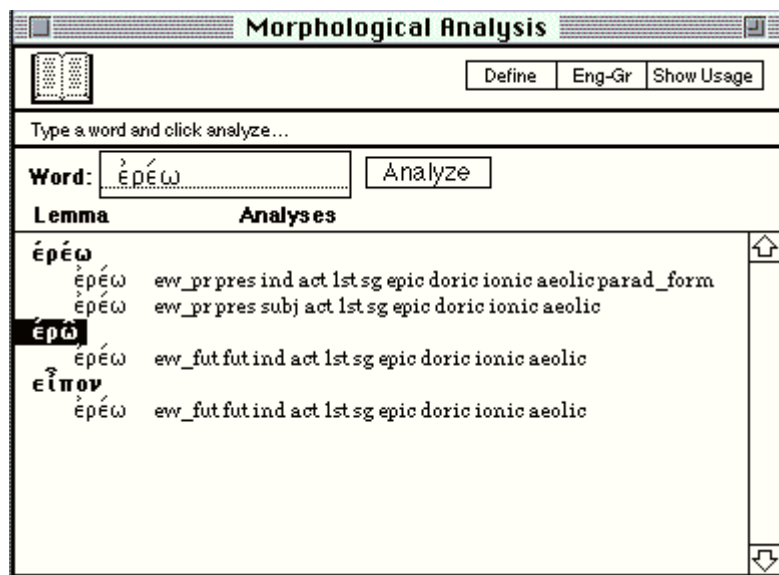 Morphological Analysis
Define Eng-Gr Show Usage
Type a word and click analyze...
Word: ἐρέω Analyze
Lemma Analyses
ἐρέω
ἐρέω ew_pr pres ind act 1st sg epic doric ionic aeolic parad_form
ἐρέω ew_pr pres subj act 1st sg epic doric ionic aeolic
ἐρῶ
ἐρέω ew_fut fut ind act 1st sg epic doric ionic aeolic
εἶπον
ἐρέω ew_fut fut ind act 1st sg epic doric ionic aeolic